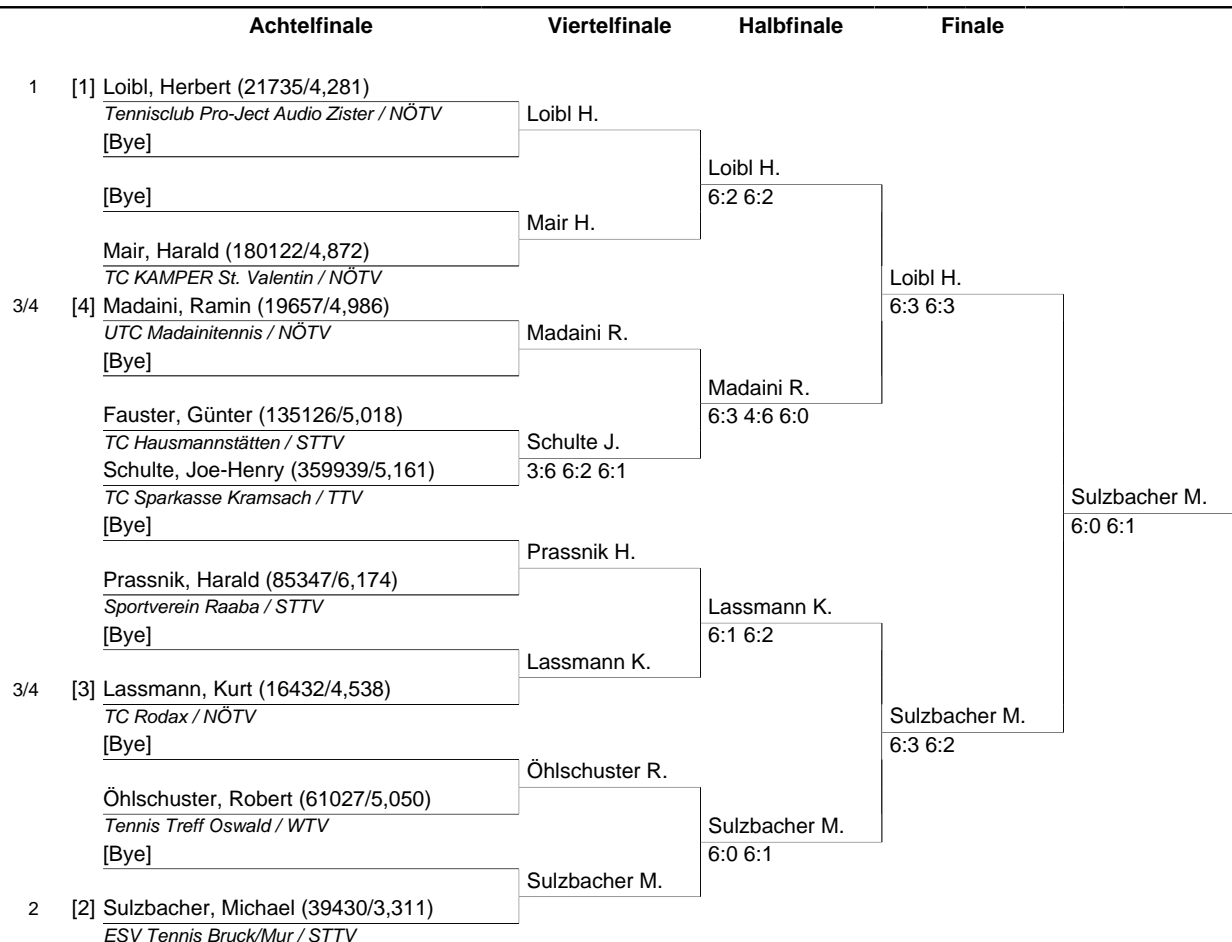 Achtelfinale Viertelfinale Halbfinale Finale
1 [1] Loibl, Herbert (21735/4,281)
Tennisclub Pro-Ject Audio Zister / NÖTV Loibl H.
[Bye]
Loibl H.
[Bye] 6:2 6:2
Mair H.
Mair, Harald (180122/4,872)
TC KAMPER St. Valentin / NÖTV Loibl H.
3/4 [4] Madaini, Ramin (19657/4,986) 6:3 6:3
UTC Madainitennis / NÖTV Madaini R.
[Bye]
Madaini R.
Fauster, Günter (135126/5,018) 6:3 4:6 6:0
TC Hausmannstätten / STTV Schulte J.
Schulte, Joe-Henry (359939/5,161) 3:6 6:2 6:1
TC Sparkasse Kramsach / TTV Sulzbacher M.
[Bye] 6:0 6:1
Prassnik H.
Prassnik, Harald (85347/6,174)
Sportverein Raaba / STTV Lassmann K.
[Bye] 6:1 6:2
Lassmann K.
3/4 [3] Lassmann, Kurt (16432/4,538)
TC Rodax / NÖTV Sulzbacher M.
[Bye] 6:3 6:2
Öhlschuster R.
Öhlschuster, Robert (61027/5,050)
Tennis Treff Oswald / WTV Sulzbacher M.
[Bye] 6:0 6:1
Sulzbacher M.
2 [2] Sulzbacher, Michael (39430/3,311)
ESV Tennis Bruck/Mur / STTV